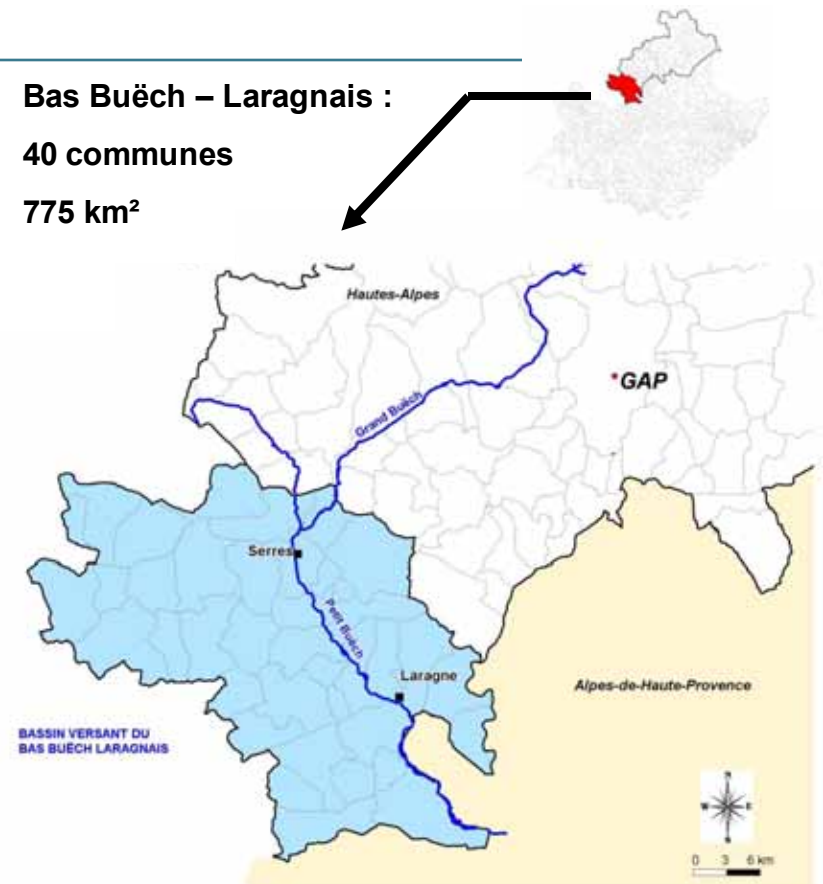 Bas Buëch – Laragnais :
40 communes
775 km²
Hautes-Alpes
GAP
Grand Buëch
Serres
Petit Buëch
Laragne
Alpes-de-Haute-Provence
BASSIN VERSANT DU
BAS BUËCH LARAGNAIS
N
W E
S
0 3 6 km